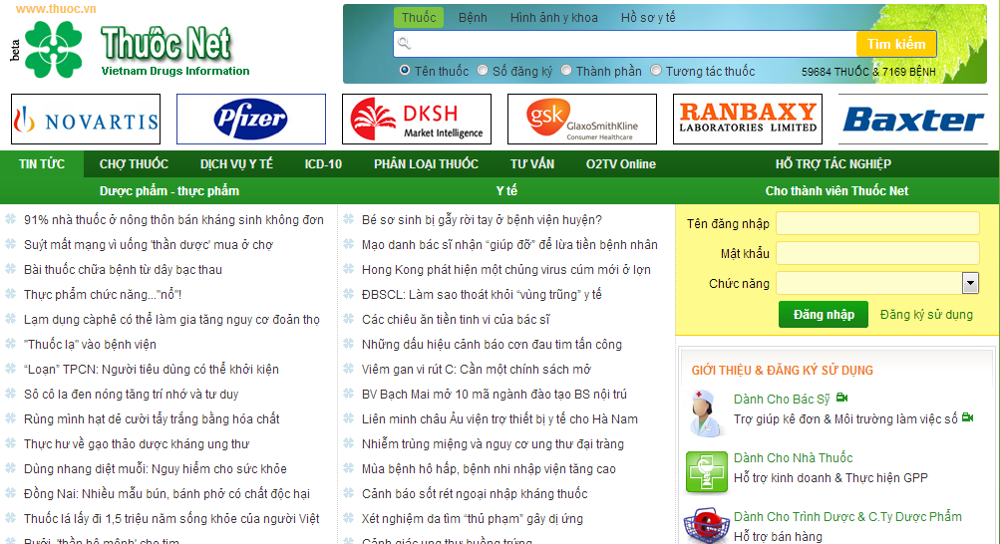 www.thuoc.vn
beta
Thuốc Net
Vietnam Drugs Information
Thuốc Bệnh Hình ảnh y khoa Hồ sơ y tế
Tìm kiếm
Tên thuốc Số đăng ký Thành phần Tương tác thuốc 59684 THUỐC & 7169 BỆNH
NOVARTIS
Pfizer
DKSH
Market Intelligence
gsk
GlaxoSmithKline
Consumer Healthcare
RANBAXY
LABORATORIES LIMITED
Baxter
TIN TỨC CHỢ THUỐC DỊCH VỤ Y TẾ ICD-10 PHÂN LOẠI THUỐC TƯ VẤN O2TV Online HỖ TRỢ TÁC NGHIỆP
Dược phẩm - thực phẩm Y tế Cho thành viên Thuốc Net
91% nhà thuốc ở nông thôn bán kháng sinh không đơn
Suýt mất mạng vì uống 'thần dược' mua ở chợ
Bài thuốc chữa bệnh từ dây bạc thau
Thực phẩm chức năng..."nổ"!
Lạm dụng càphê có thể làm gia tăng nguy cơ đoản thọ
"Thuốc lạ" vào bệnh viện
“Loạn” TPCN: Người tiêu dùng có thể khởi kiện
Sô cô la đen nóng tăng trí nhớ và tư duy
Rùng mình hạt dẻ cười tẩy trắng bằng hóa chất
Thực hư về gạo thảo dược kháng ung thư
Dùng nhang diệt muỗi: Nguy hiểm cho sức khỏe
Đồng Nai: Nhiều mẫu bún, bánh phở có chất độc hại
Thuốc lá lấy đi 1,5 triệu năm sống khỏe của người Việt
Bưởi, 'thần hộ mệnh' cho tim
Bé sơ sinh bị gẫy rời tay ở bệnh viện huyện?
Mạo danh bác sĩ nhận “giúp đỡ” để lừa tiền bệnh nhân
Hong Kong phát hiện một chủng virus cúm mới ở lợn
ĐBSCL: Làm sao thoát khỏi “vùng trũng” y tế
Các chiêu ăn tiền tinh vi của bác sĩ
Những dấu hiệu cảnh báo cơn đau tim tấn công
Viêm gan vi rút C: Cần một chính sách mở
BV Bạch Mai mở 10 mã ngành đào tạo BS nội trú
Liên minh châu Âu viện trợ thiết bị y tế cho Hà Nam
Nhiễm trùng miệng và nguy cơ ung thư đại tràng
Mùa bệnh hô hấp, bệnh nhi nhập viện tăng cao
Cảnh báo sốt rét ngoại nhập kháng thuốc
Xét nghiệm da tìm “thủ phạm” gây dị ứng
Cảnh giác ung thư buồng trứng
Tên đăng nhập
Mật khẩu
Chức năng
Đăng nhập Đăng ký sử dụng
GIỚI THIỆU & ĐĂNG KÝ SỬ DỤNG
Dành Cho Bác Sỹ
Trợ giúp kê đơn & Môi trường làm việc số
Dành Cho Nhà Thuốc
Hỗ trợ kinh doanh & Thực hiện GPP
Dành Cho Trình Dược & C.Ty Dược Phẩm
Hỗ trợ bán hàng